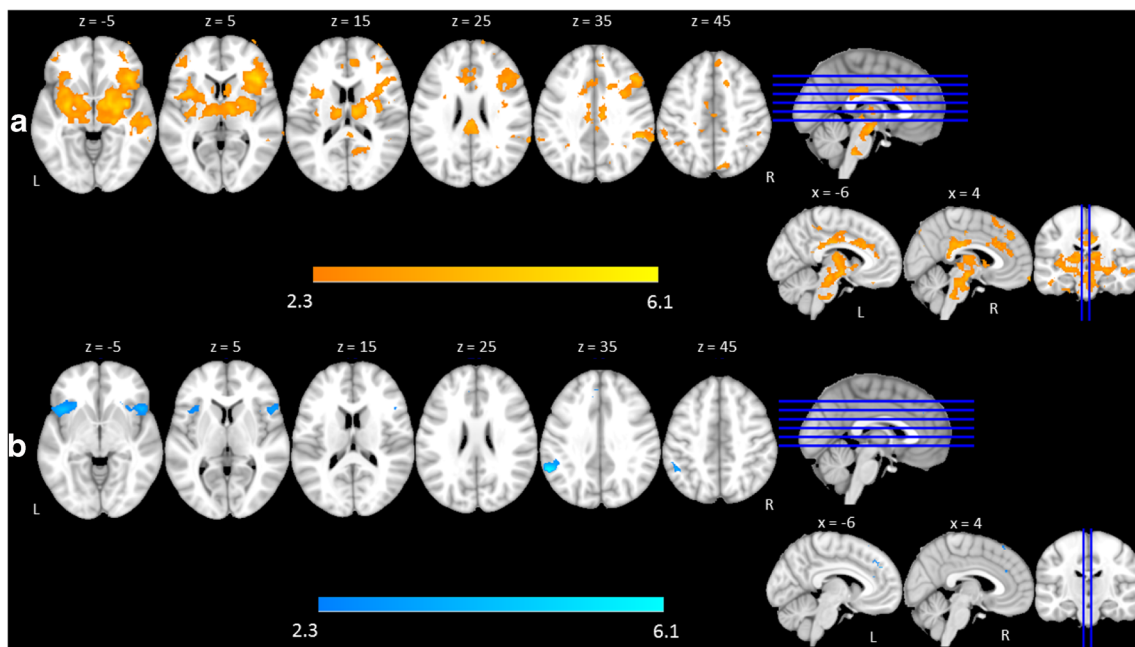 z = -5 z = 5 z = 15 z = 25 z = 35 z = 45
a
L R
x = -6 x = 4
L R
2.3 6.1
z = -5 z = 5 z = 15 z = 25 z = 35 z = 45
b
L R
x = -6 x = 4
L R
2.3 6.1